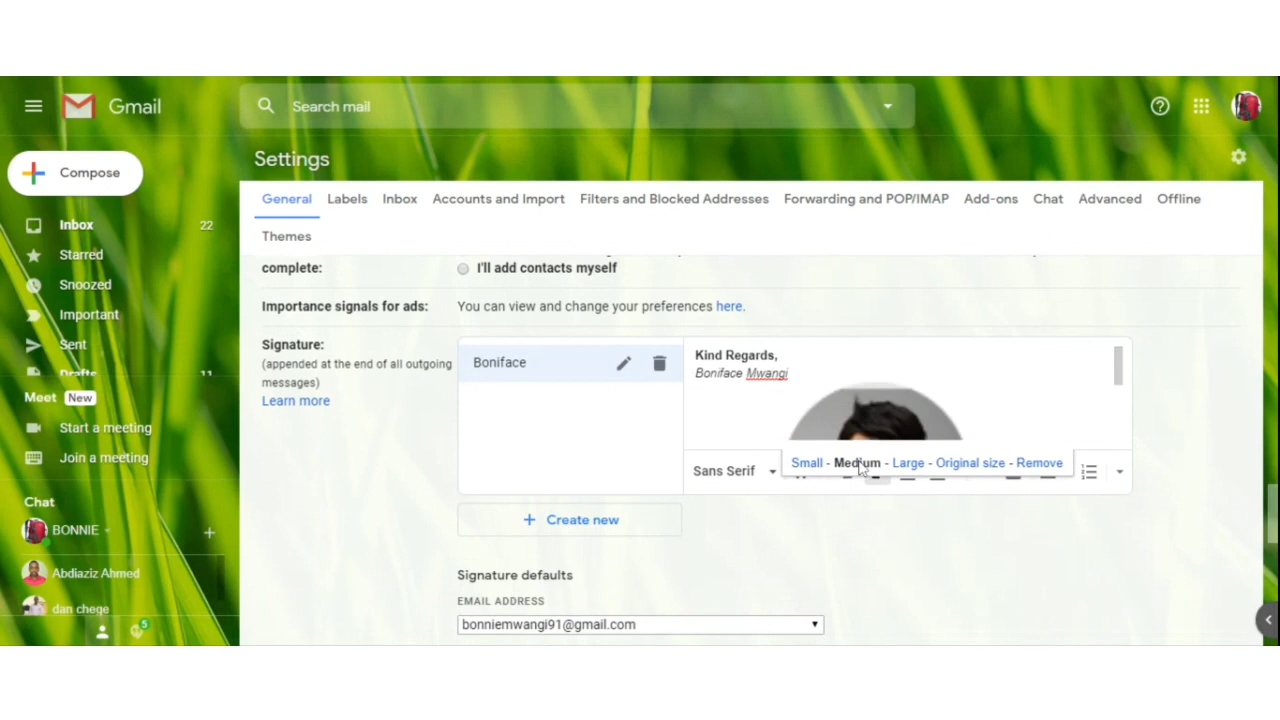 Gmail
Search mail
Compose
Settings
Inbox 22
Starred
Snoozed
Important
Sent
Drafts 11
Meet New
Start a meeting
Join a meeting
Chat
BONNIE
Abdiaziz Ahmed
dan chege
5
General Labels Inbox Accounts and Import Filters and Blocked Addresses Forwarding and POP/IMAP Add-ons Chat Advanced Offline
Themes
complete: I'll add contacts myself
Importance signals for ads: You can view and change your preferences here.
Signature:
(appended at the end of all outgoing
messages)
Learn more
Boniface
Kind Regards,
Boniface Mwangi
Sans Serif
Small - Medium - Large - Original size - Remove
+ Create new
Signature defaults
EMAIL ADDRESS
bonniemwangi91@gmail.com